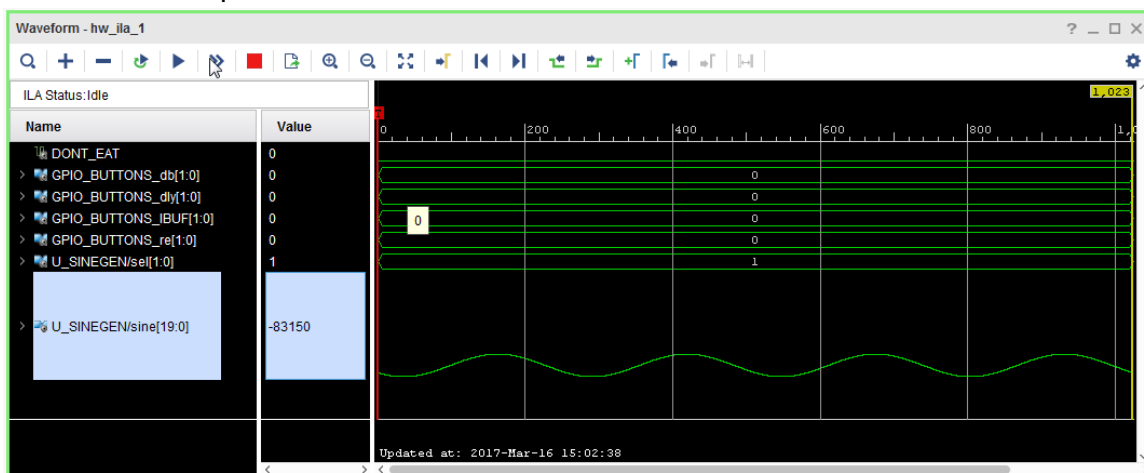 Waveform - hw_ila_1
ILA Status:Idle
1,023
Name Value
0 200 400 600 800 1,0
DONT_EAT 0
GPIO_BUTTONS_db[1:0] 0 0
GPIO_BUTTONS_dly[1:0] 0 0
GPIO_BUTTONS_IBUF[1:0] 0 0 0
GPIO_BUTTONS_re[1:0] 0 0
U_SINEGEN/sel[1:0] 1 1
U_SINEGEN/sine[19:0] -83150
Updated at: 2017-Mar-16 15:02:38